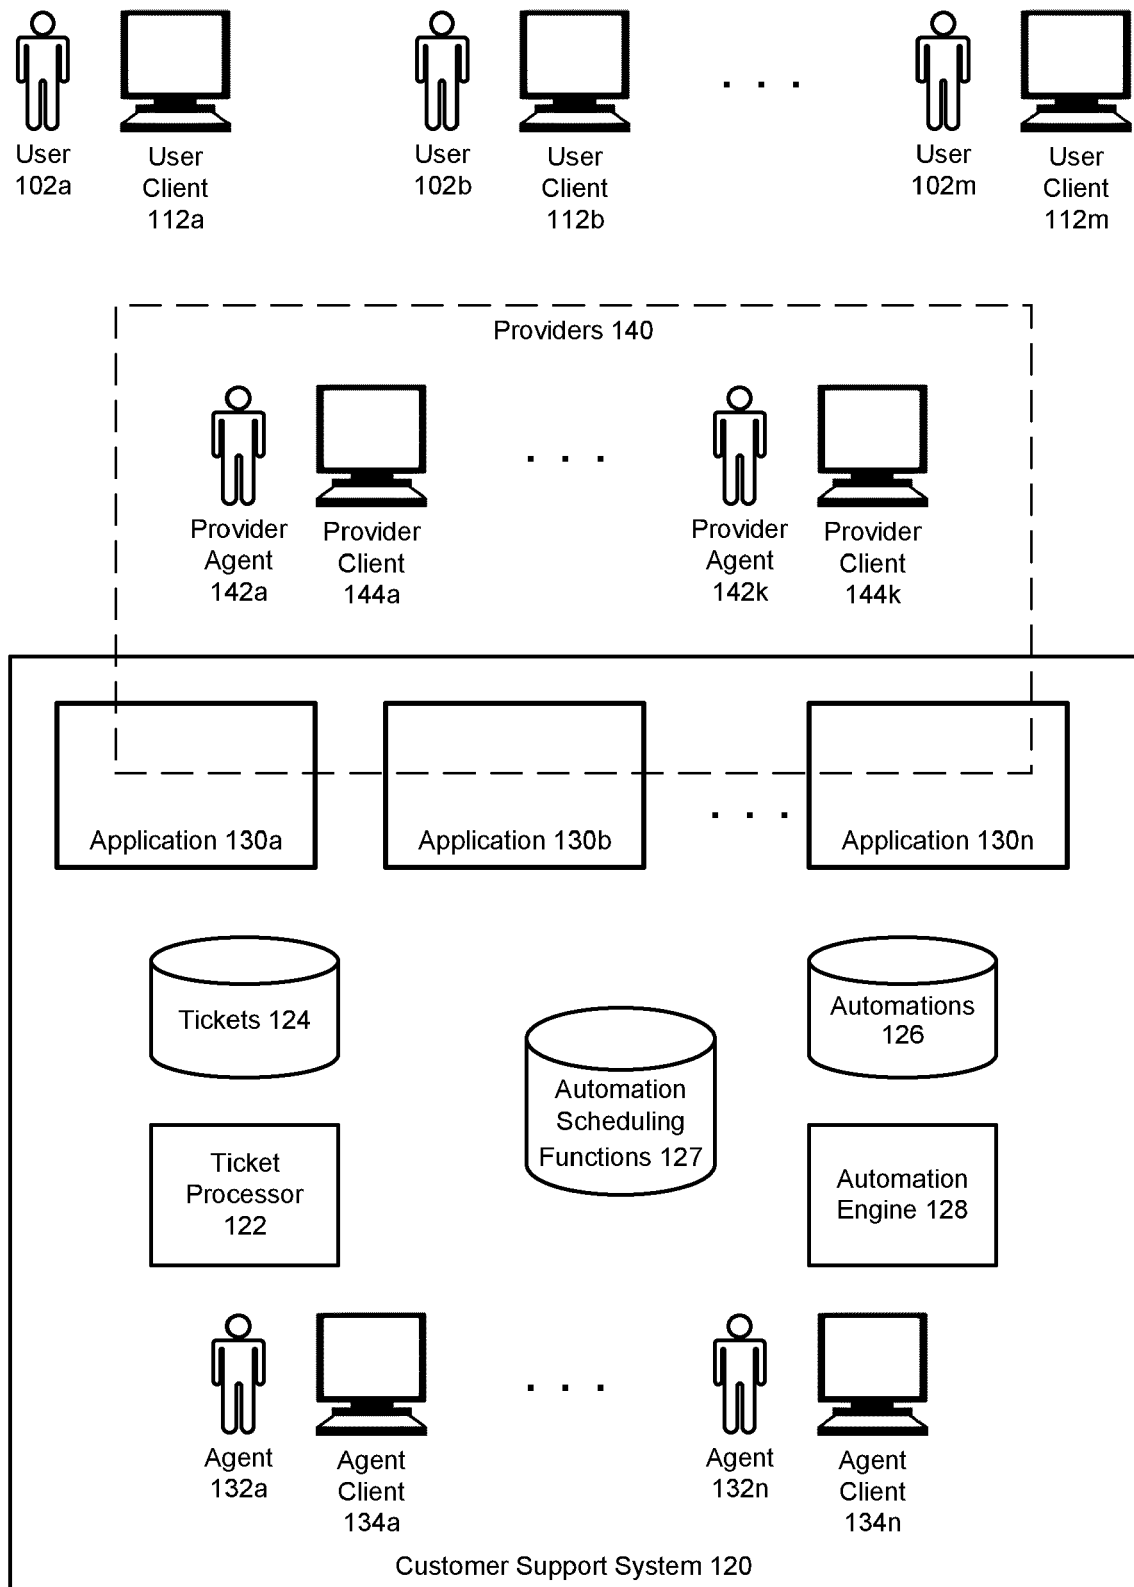 User
102a
User
Client
112a
User
102b
User
Client
112b
. . .
User
102m
User
Client
112m
Providers 140
Provider
Agent
142a
Provider
Client
144a
. . .
Provider
Agent
142k
Provider
Client
144k
Application 130a
Application 130b
. . .
Application 130n
Tickets 124
Automation
Scheduling
Functions 127
Automations
126
Ticket
Processor
122
Automation
Engine 128
Agent
132a
Agent
Client
134a
. . .
Agent
132n
Agent
Client
134n
Customer Support System 120